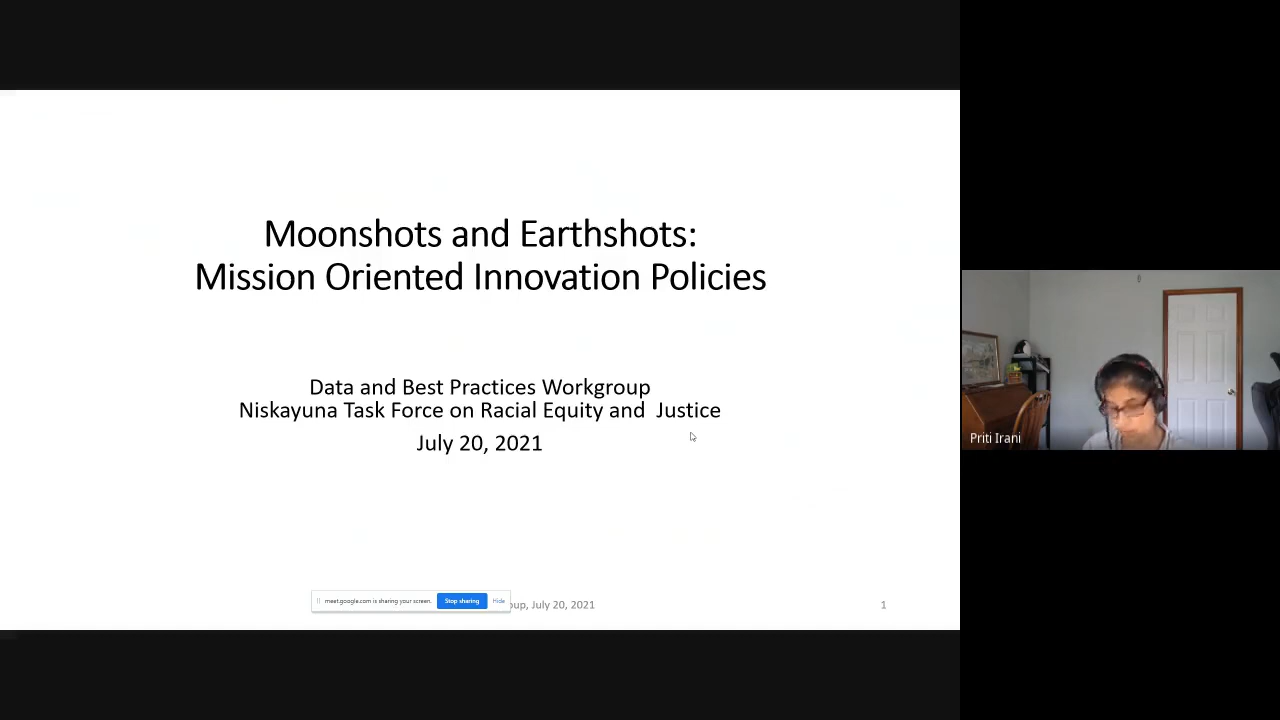 Moonshots and Earthshots:
Mission Oriented Innovation Policies
Data and Best Practices Workgroup
Niskayuna Task Force on Racial Equity and Justice
July 20, 2021
Priti Irani
meet.google.com is sharing your screen.
Stop sharing
Hide
July 20, 2021
1